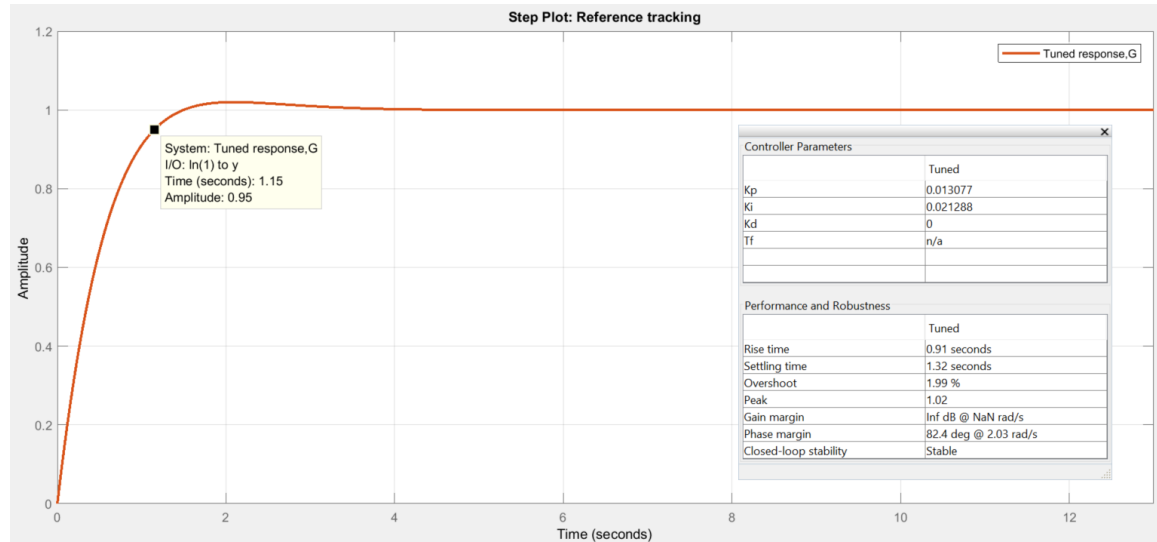 Step Plot: Reference tracking
1.2
1
0.8
0.6
0.4
0.2
0
Amplitude
0 2 4 6 8 10 12
Time (seconds)
Tuned response,G
System: Tuned response,G
I/O: In(1) to y
Time (seconds): 1.15
Amplitude: 0.95
Controller Parameters
Tuned
Kp 0.013077
Ki 0.021288
Kd 0
Tf n/a
Performance and Robustness
Tuned
Rise time 0.91 seconds
Settling time 1.32 seconds
Overshoot 1.99 %
Peak 1.02
Gain margin Inf dB @ NaN rad/s
Phase margin 82.4 deg @ 2.03 rad/s
Closed-loop stability Stable